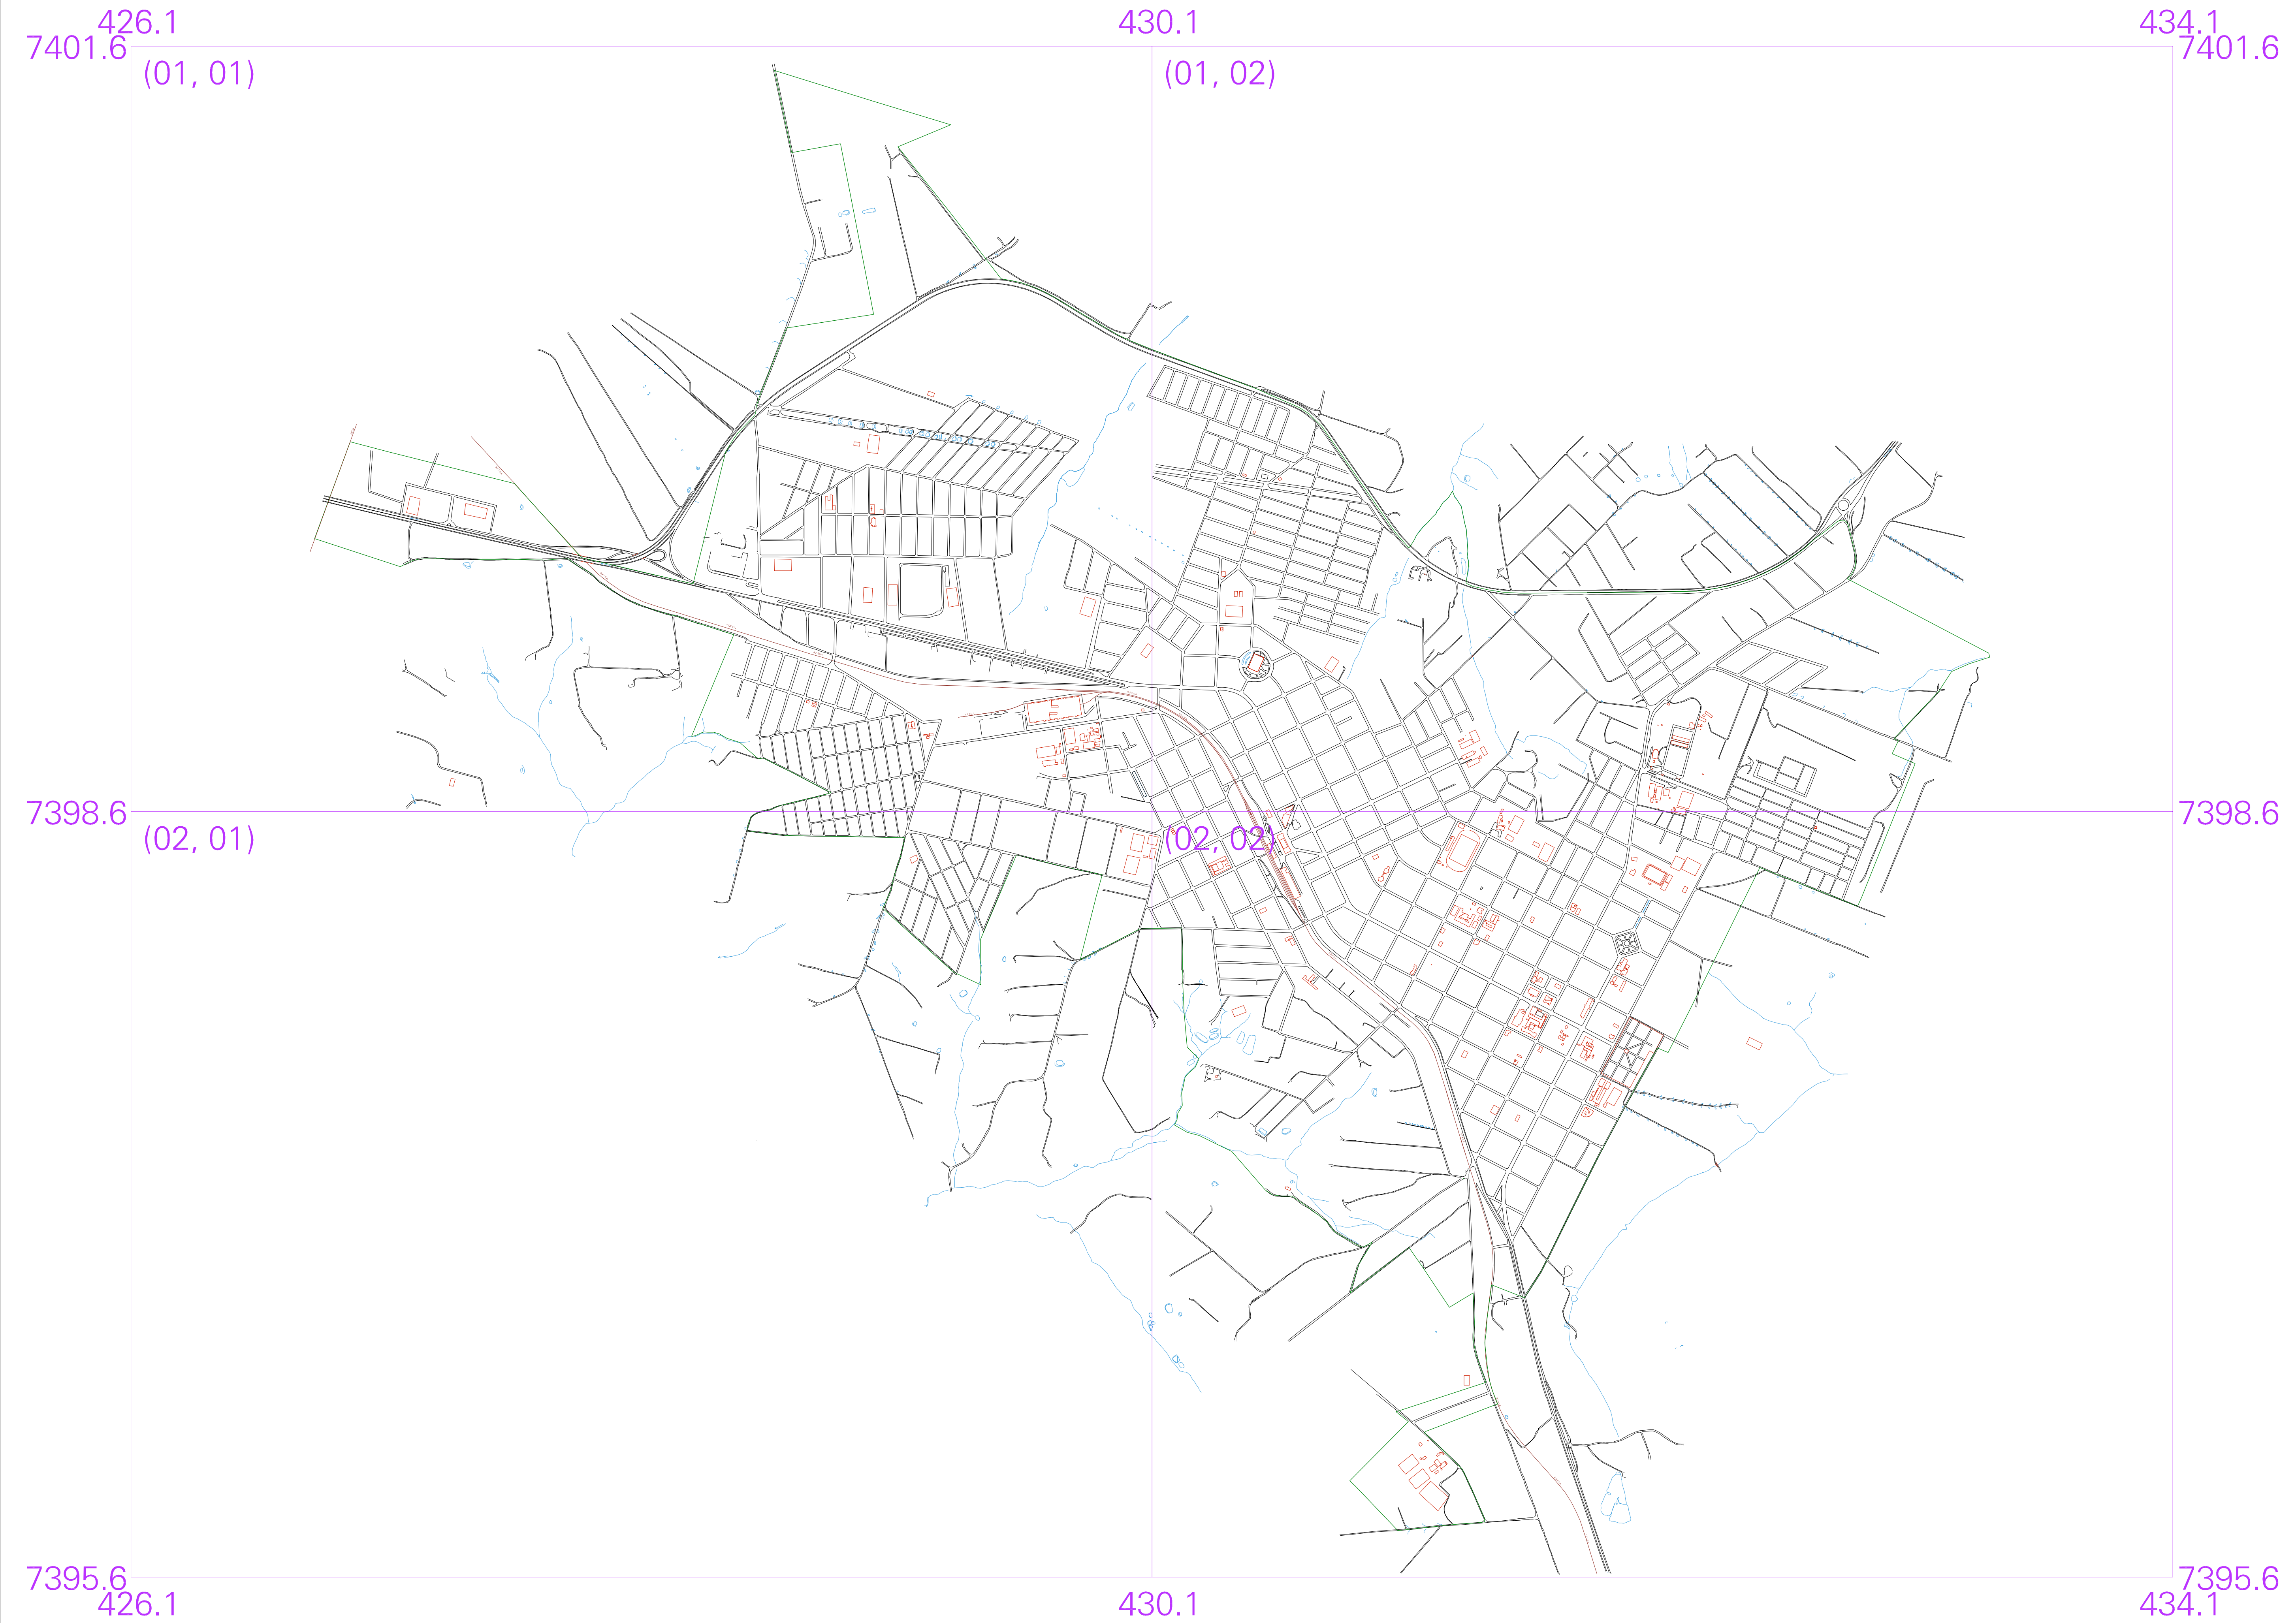 426.1 430.1 434.1
7401.6 7401.6
(01, 01) (01, 02)
7398.6 7398.6
(02, 01) (02, 02)
7395.6 7395.6
426.1 430.1 434.1